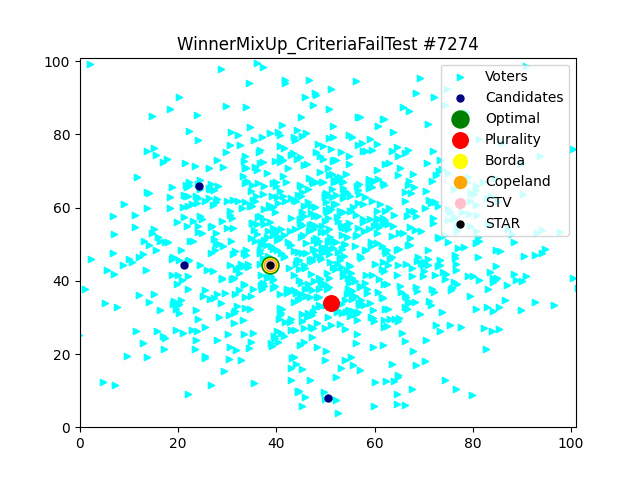 WinnerMixUp_CriteriaFailTest #7274
100
80
60
40
20
0
0
20
40
60
80
100
Voters
Candidates
Optimal
Plurality
Borda
Copeland
STV
STAR